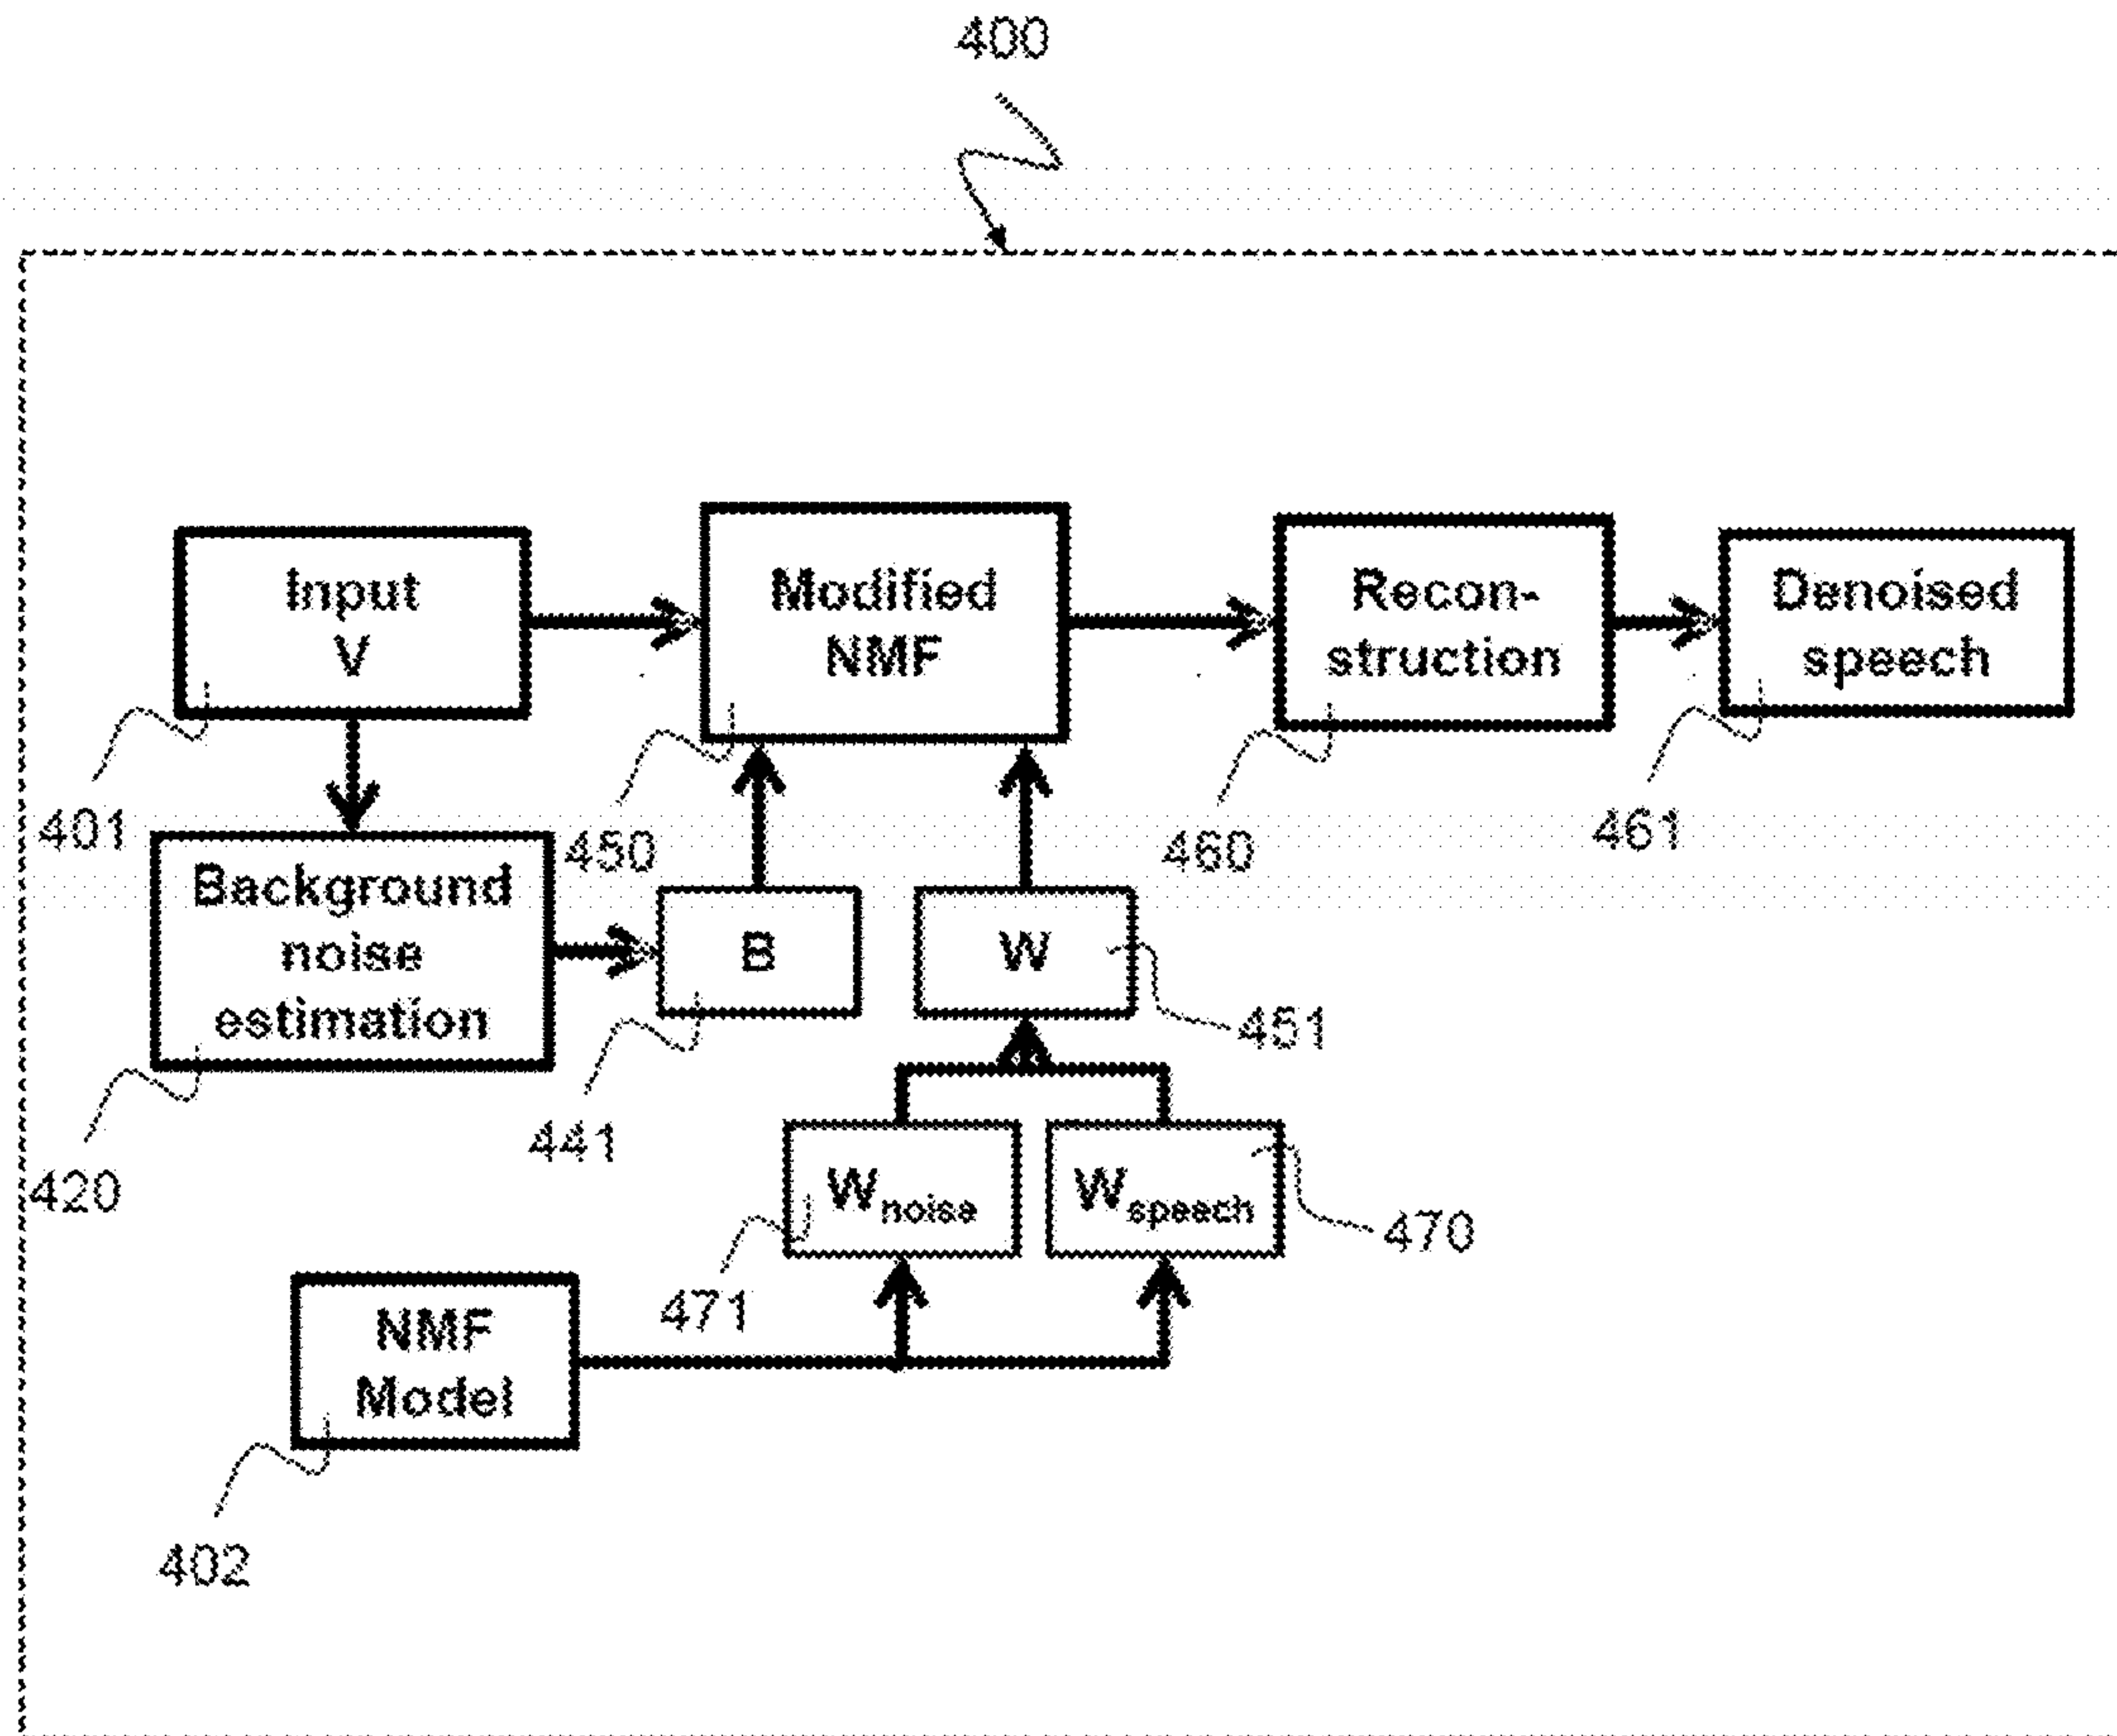 400
Input
V
Modified
NMF
Recon-
struction
Denoised
speech
401
450
460
461
Background
noise
estimation
B
W
451
441
420
Wnoise
Wspeech
470
471
NMF
Model
402